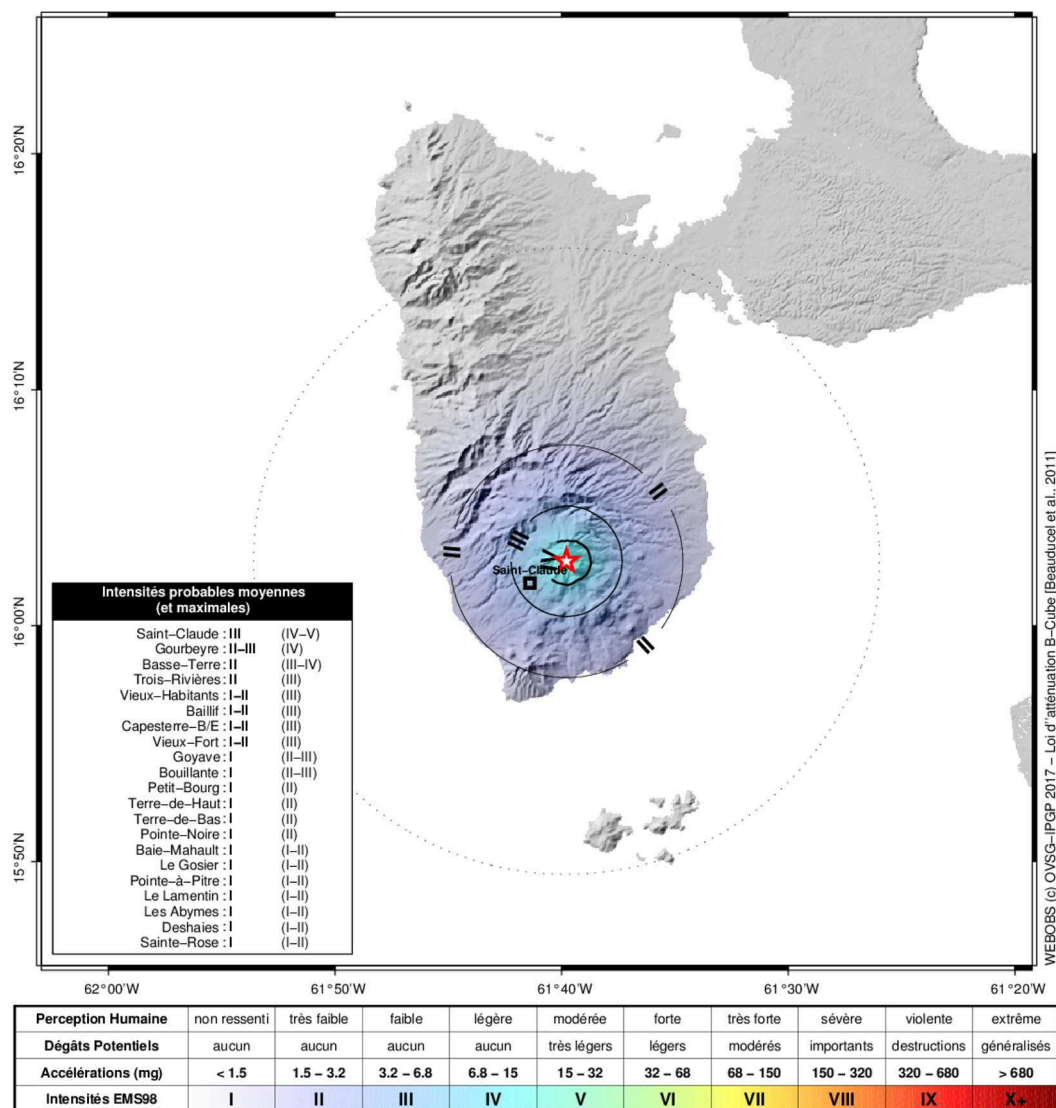 16°20'N
16°10'N
16°00'N
15°50'N
II
II
III
Saint−Claude
II
Intensités probables moyennes
(et maximales)
Saint−Claude : III (IV−V)
Gourbeyre : II−III (IV)
Basse−Terre : II (III−IV)
Trois−Rivières : II (III)
Vieux−Habitants : I−II (III)
Baillif : I−II (III)
Capesterre−B/E : I−II (III)
Vieux−Fort : I−II (III)
Goyave : I (II−III)
Bouillante : I (II−III)
Petit−Bourg : I (II)
Terre−de−Haut : I (II)
Terre−de−Bas : I (II)
Pointe−Noire : I (II)
Baie−Mahault : I (I−II)
Le Gosier : I (I−II)
Pointe−à−Pitre : I (I−II)
Le Lamentin : I (I−II)
Les Abymes : I (I−II)
Deshaies : I (I−II)
Sainte−Rose : I (I−II)
WEBOBS (c) OVSG−IPGP 2017 − Loi d''atténuation B−Cube [Beauducel et al., 2011]
62°00'W 61°50'W 61°40'W 61°30'W 61°20'W
Perception Humaine non ressenti très faible faible légère modérée forte très forte sévère violente extrême
Dégâts Potentiels aucun aucun aucun aucun très légers légers modérés importants destructions généralisés
Accélérations (mg) < 1.5 1.5 − 3.2 3.2 − 6.8 6.8 − 15 15 − 32 32 − 68 68 − 150 150 − 320 320 − 680 > 680
Intensités EMS98 I II III IV V VI VII VIII IX X+